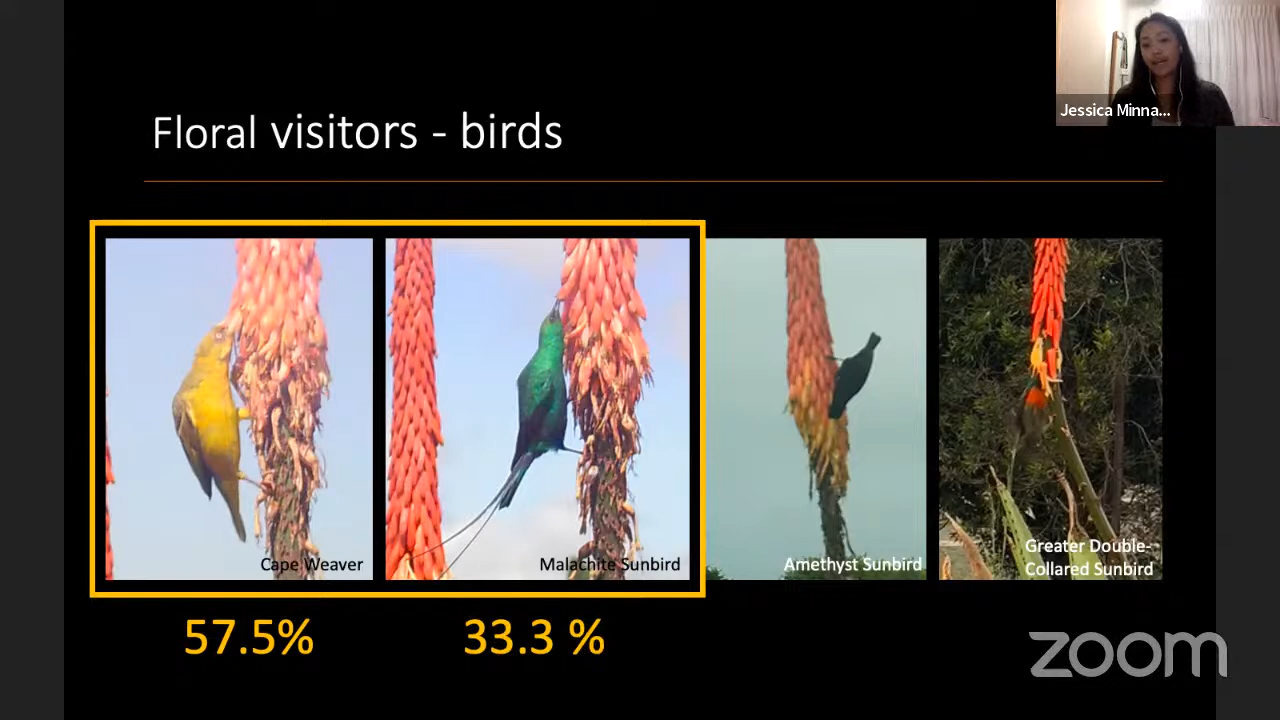 Jessica Minna...
Floral visitors - birds
Cape Weaver
Malachite Sunbird
Amethyst Sunbird
Greater Double-
Collared Sunbird
57.5%
33.3 %
zoom